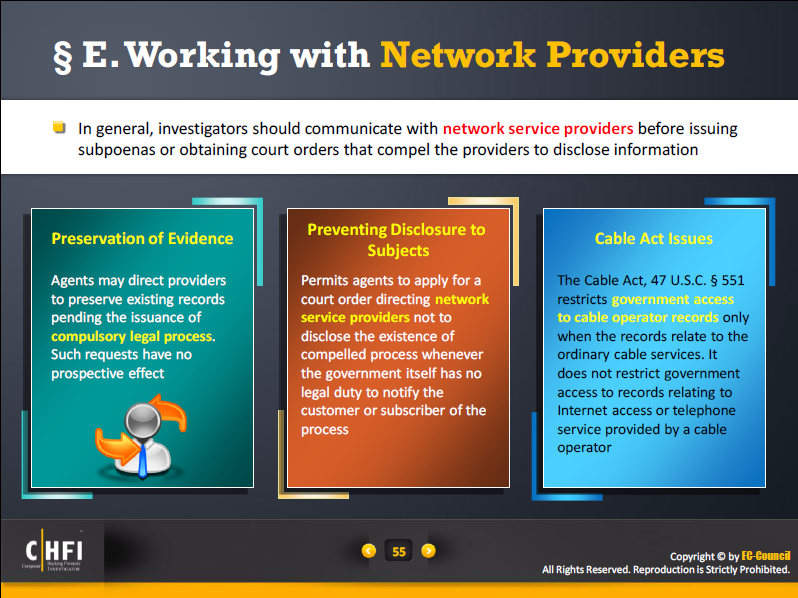 § E. Working with Network Providers
In general, investigators should communicate with network service providers before issuing
subpoenas or obtaining court orders that compel the providers to disclose information
Preservation of Evidence
Agents may direct providers
to preserve existing records
pending the issuance of
compulsory legal process.
Such requests have no
prospective effect
Preventing Disclosure to
Subjects
Permits agents to apply for a
court order directing network
service providers not to
disclose the existence of
compelled process whenever
the government itself has no
legal duty to notify the
customer or subscriber of the
process
Cable Act Issues
The Cable Act, 47 U.S.C. § 551
restricts government access
to cable operator records only
when the records relate to the
ordinary cable services. It
does not restrict government
access to records relating to
Internet access or telephone
service provided by a cable
operator
CHFI
Computer Hacking Forensic
INVESTIGATOR
55
Copyright © by EC-Council
All Rights Reserved. Reproduction is Strictly Prohibited.